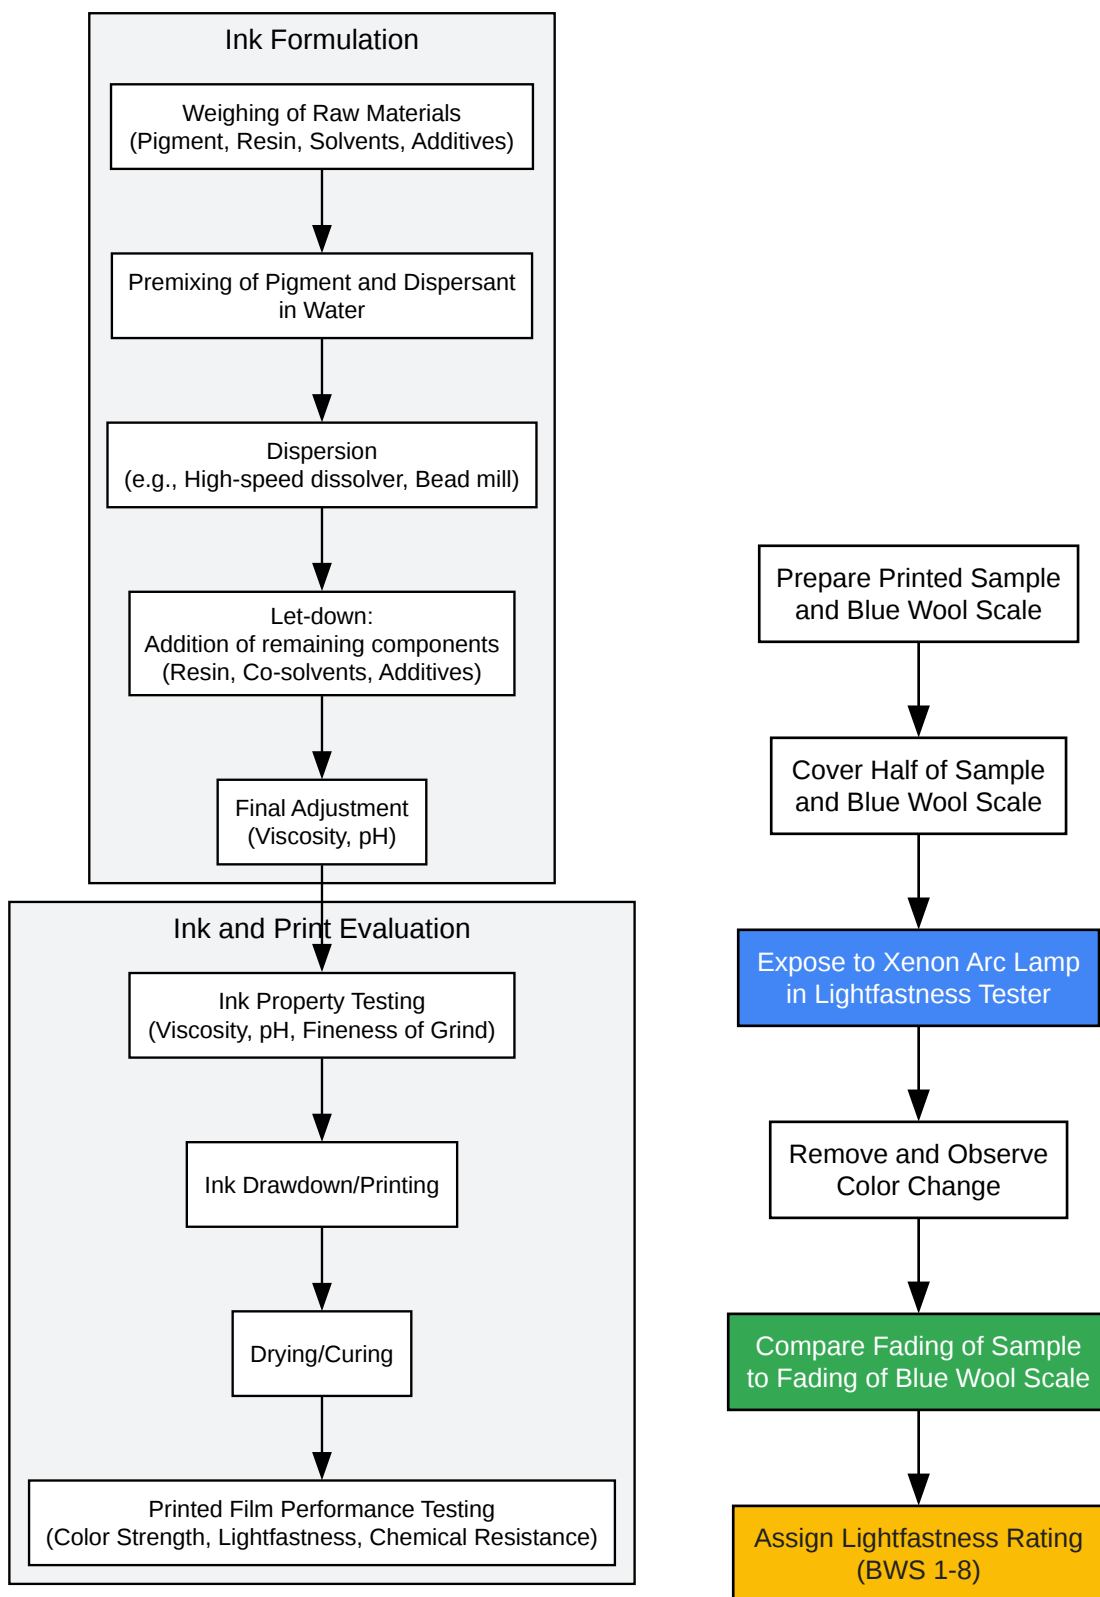 Ink Formulation
Weighing of Raw Materials
(Pigment, Resin, Solvents, Additives)
Premixing of Pigment and Dispersant
in Water
Dispersion
(e.g., High-speed dissolver, Bead mill)
Let-down:
Addition of remaining components
(Resin, Co-solvents, Additives)
Final Adjustment
(Viscosity, pH)
Ink and Print Evaluation
Ink Property Testing
(Viscosity, pH, Fineness of Grind)
Ink Drawdown/Printing
Drying/Curing
Printed Film Performance Testing
(Color Strength, Lightfastness, Chemical Resistance)
Prepare Printed Sample
and Blue Wool Scale
Cover Half of Sample
and Blue Wool Scale
Expose to Xenon Arc Lamp
in Lightfastness Tester
Remove and Observe
Color Change
Compare Fading of Sample
to Fading of Blue Wool Scale
Assign Lightfastness Rating
(BWS 1-8)